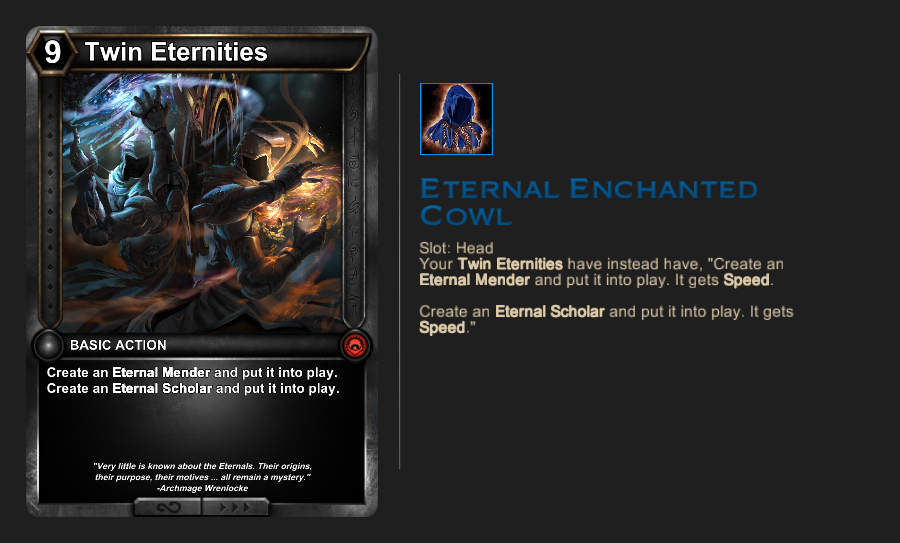 9 Twin Eternities
BASIC ACTION
Create an Eternal Mender and put it into play.
Create an Eternal Scholar and put it into play.
"Very little is known about the Eternals. Their origins,
their purpose, their motives ... all remain a mystery."
-Archmage Wrenlocke
Eternal Enchanted
Cowl
Slot: Head
Your Twin Eternities have instead have, "Create an
Eternal Mender and put it into play. It gets Speed.
Create an Eternal Scholar and put it into play. It gets
Speed."